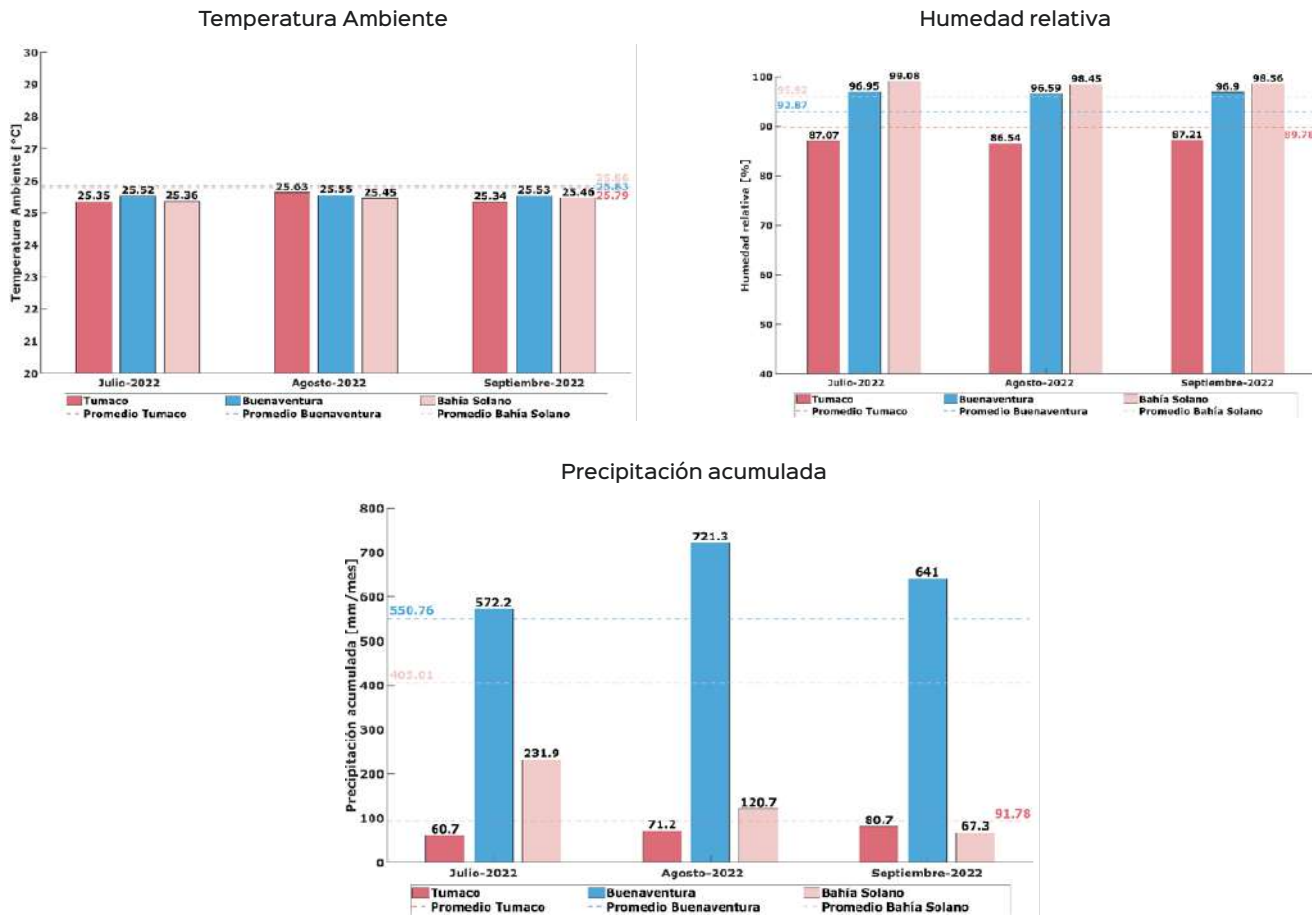 Temperatura Ambiente
Temperatura Ambiente [°C]
30
29
28
27
26
25
24
23
22
21
20
25.35
25.52
25.36
25.63
25.55
25.45
25.34
25.53
25.46
25.83
25.79
Julio-2022
Agosto-2022
Septiembre-2022
Tumaco Buenaventura Bahía Solano
Promedio Tumaco Promedio Buenaventura Promedio Bahía Solano
Humedad relativa
Humedad relativa [%]
100
90
80
70
60
50
40
92.87
87.07
96.95
99.08
86.54
96.59
98.45
87.21
96.9
98.56
89.78
Julio-2022
Agosto-2022
Septiembre-2022
Tumaco Buenaventura Bahía Solano
Promedio Tumaco Promedio Buenaventura Promedio Bahía Solano
Precipitación acumulada
Precipitación acumulada [mm/mes]
800
700
600
500
400
300
200
100
0
550.76
60.7
572.2
231.9
71.2
721.3
120.7
80.7
641
67.3
91.78
Julio-2022
Agosto-2022
Septiembre-2022
Tumaco Buenaventura Bahía Solano
Promedio Tumaco Promedio Buenaventura Promedio Bahía Solano